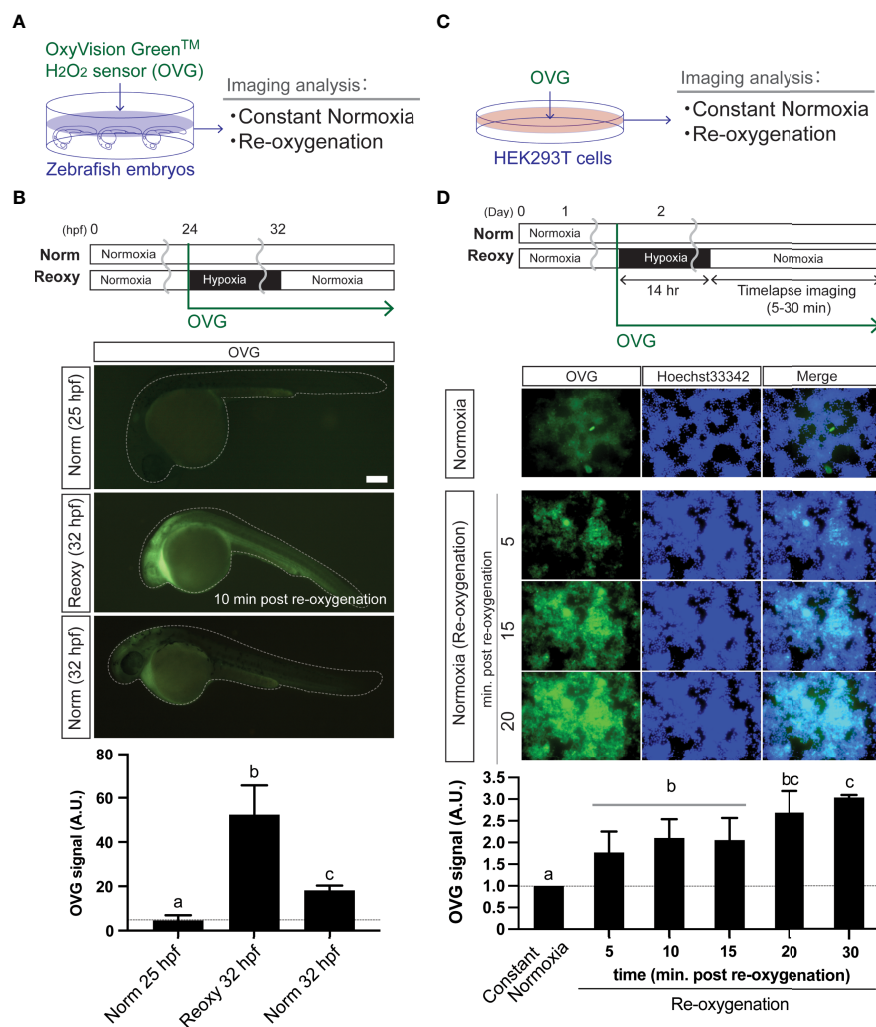 A
OxyVision Green™
H2O2 sensor (OVG)
Imaging analysis:
•Constant Normoxia
•Re-oxygenation
Zebrafish embryos
B
(hpf) 0 24 32
Norm Normoxia
Reoxy Normoxia Hypoxia Normoxia
OVG
OVG
Norm (25 hpf)
Reoxy (32 hpf)
10 min post re-oxygenation
Norm (32 hpf)
OVG signal (A.U.)
80
60
40
20
0
a
b
c
Norm 25 hpf
Reoxy 32 hpf
Norm 32 hpf
C
OVG
Imaging analysis:
•Constant Normoxia
•Re-oxygenation
HEK293T cells
D
(Day) 0 1 2
Norm Normoxia
Reoxy Normoxia Hypoxia Nomoxia
14 hr Timelapse imaging
(5-30 min)
OVG
OVG Hoechst33342 Merge
Normoxia
Normoxia (Re-oxygenation)
min. post re-oxygenation
5
15
20
OVG signal (A.U.)
3.5
3.0
2.5
2.0
1.5
1.0
0.5
0
a
b
bc
c
Constant
Normoxia
5 10 15 20 30
time (min. post re-oxygenation)
Re-oxygenation